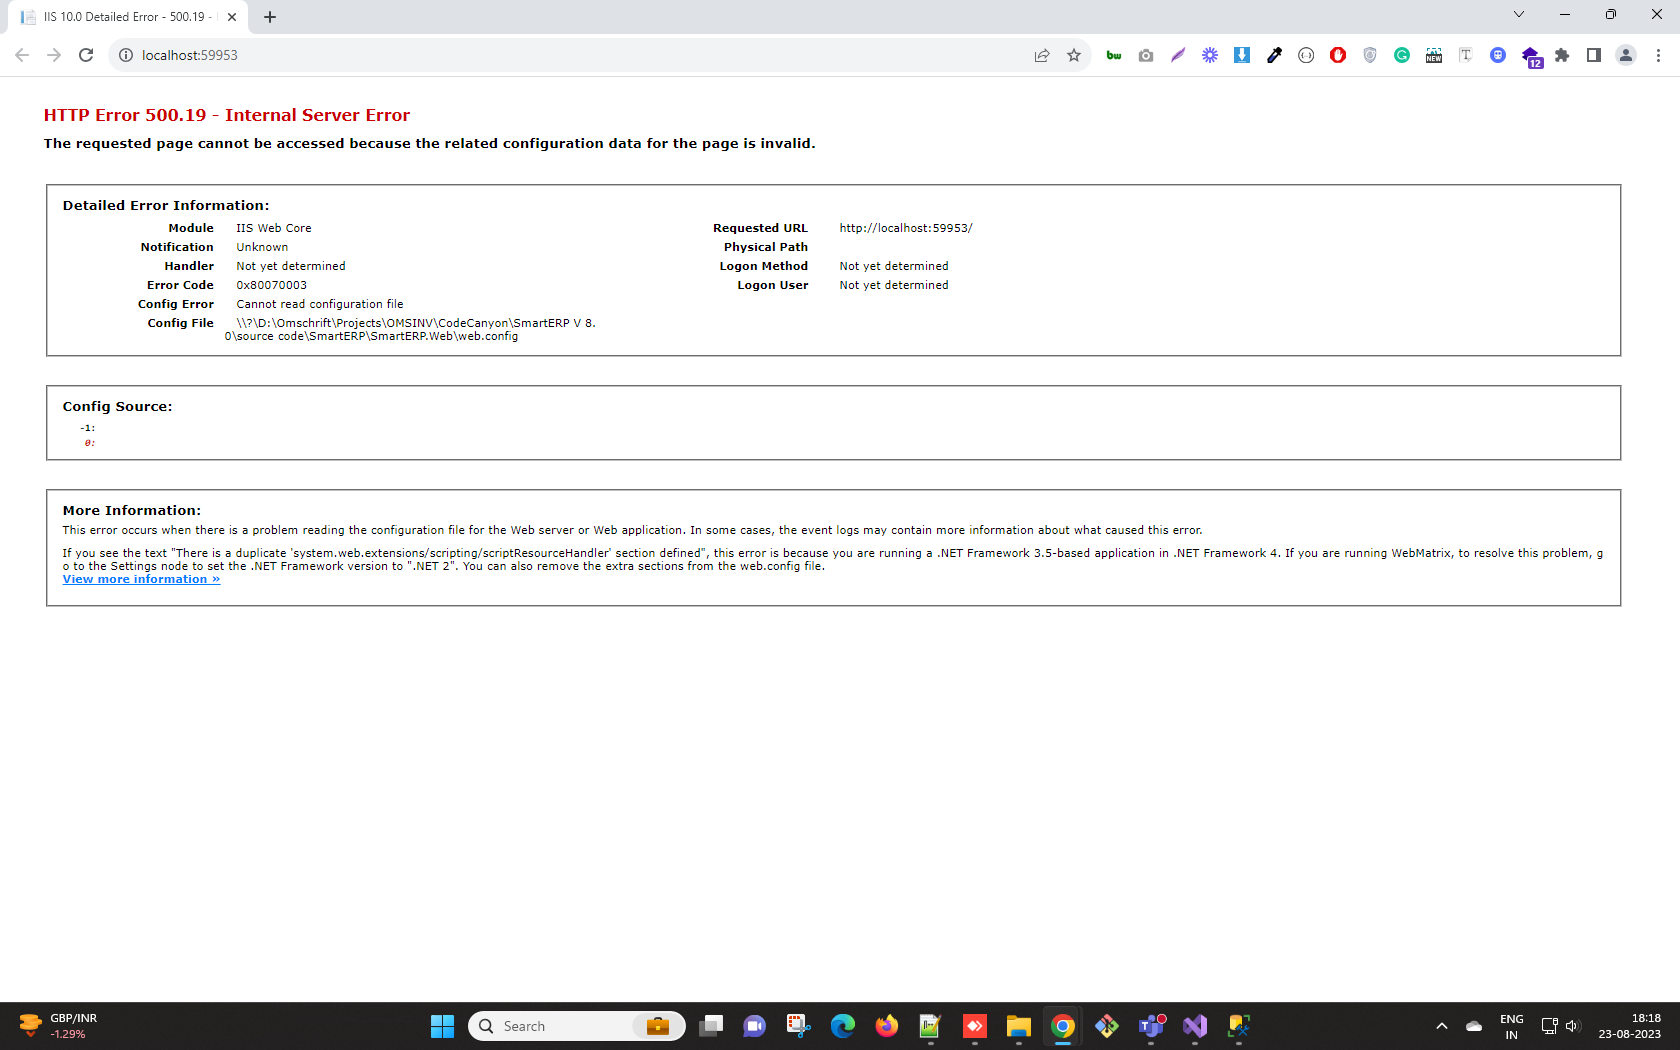 IIS 10.0 Detailed Error - 500.19 -
localhost:59953
bw
NEW
T
12
HTTP Error 500.19 - Internal Server Error
The requested page cannot be accessed because the related configuration data for the page is invalid.
Detailed Error Information:
Module IIS Web Core
Notification Unknown
Handler Not yet determined
Error Code 0x80070003
Config Error Cannot read configuration file
Config File \\?\D:\Omschrift\Projects\OMSINV\CodeCanyon\SmartERP V 8.
0\source code\SmartERP\SmartERP.Web\web.config
Requested URL http://localhost:59953/
Physical Path
Logon Method Not yet determined
Logon User Not yet determined
Config Source:
-1:
0:
More Information:
This error occurs when there is a problem reading the configuration file for the Web server or Web application. In some cases, the event logs may contain more information about what caused this error.
If you see the text "There is a duplicate 'system.web.extensions/scripting/scriptResourceHandler' section defined", this error is because you are running a .NET Framework 3.5-based application in .NET Framework 4. If you are running WebMatrix, to resolve this problem, g
o to the Settings node to set the .NET Framework version to ".NET 2". You can also remove the extra sections from the web.config file.
View more information »
GBP/INR
-1.29%
Search
ENG
IN
18:18
23-08-2023